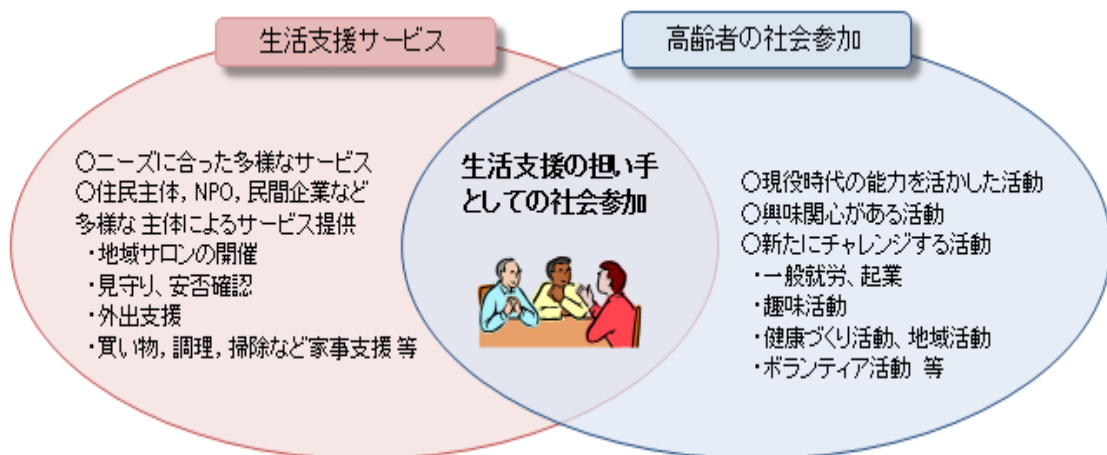 生活支援サービス
高齢者の社会参加
〇ニーズに合った多様なサービス
〇住民主体, NPO, 民間企業など
多様な 主体によるサービス提供
・地域サロンの開催
・見守り、安否確認
・外出支援
・買い物, 調理, 掃除など家事支援 等
生活支援の担い手
としての社会参加
〇現役時代の能力を活かした活動
〇興味関心がある活動
〇新たにチャレンジする活動
・一般就労、起業
・趣味活動
・健康づくり活動、地域活動
・ボランティア活動 等